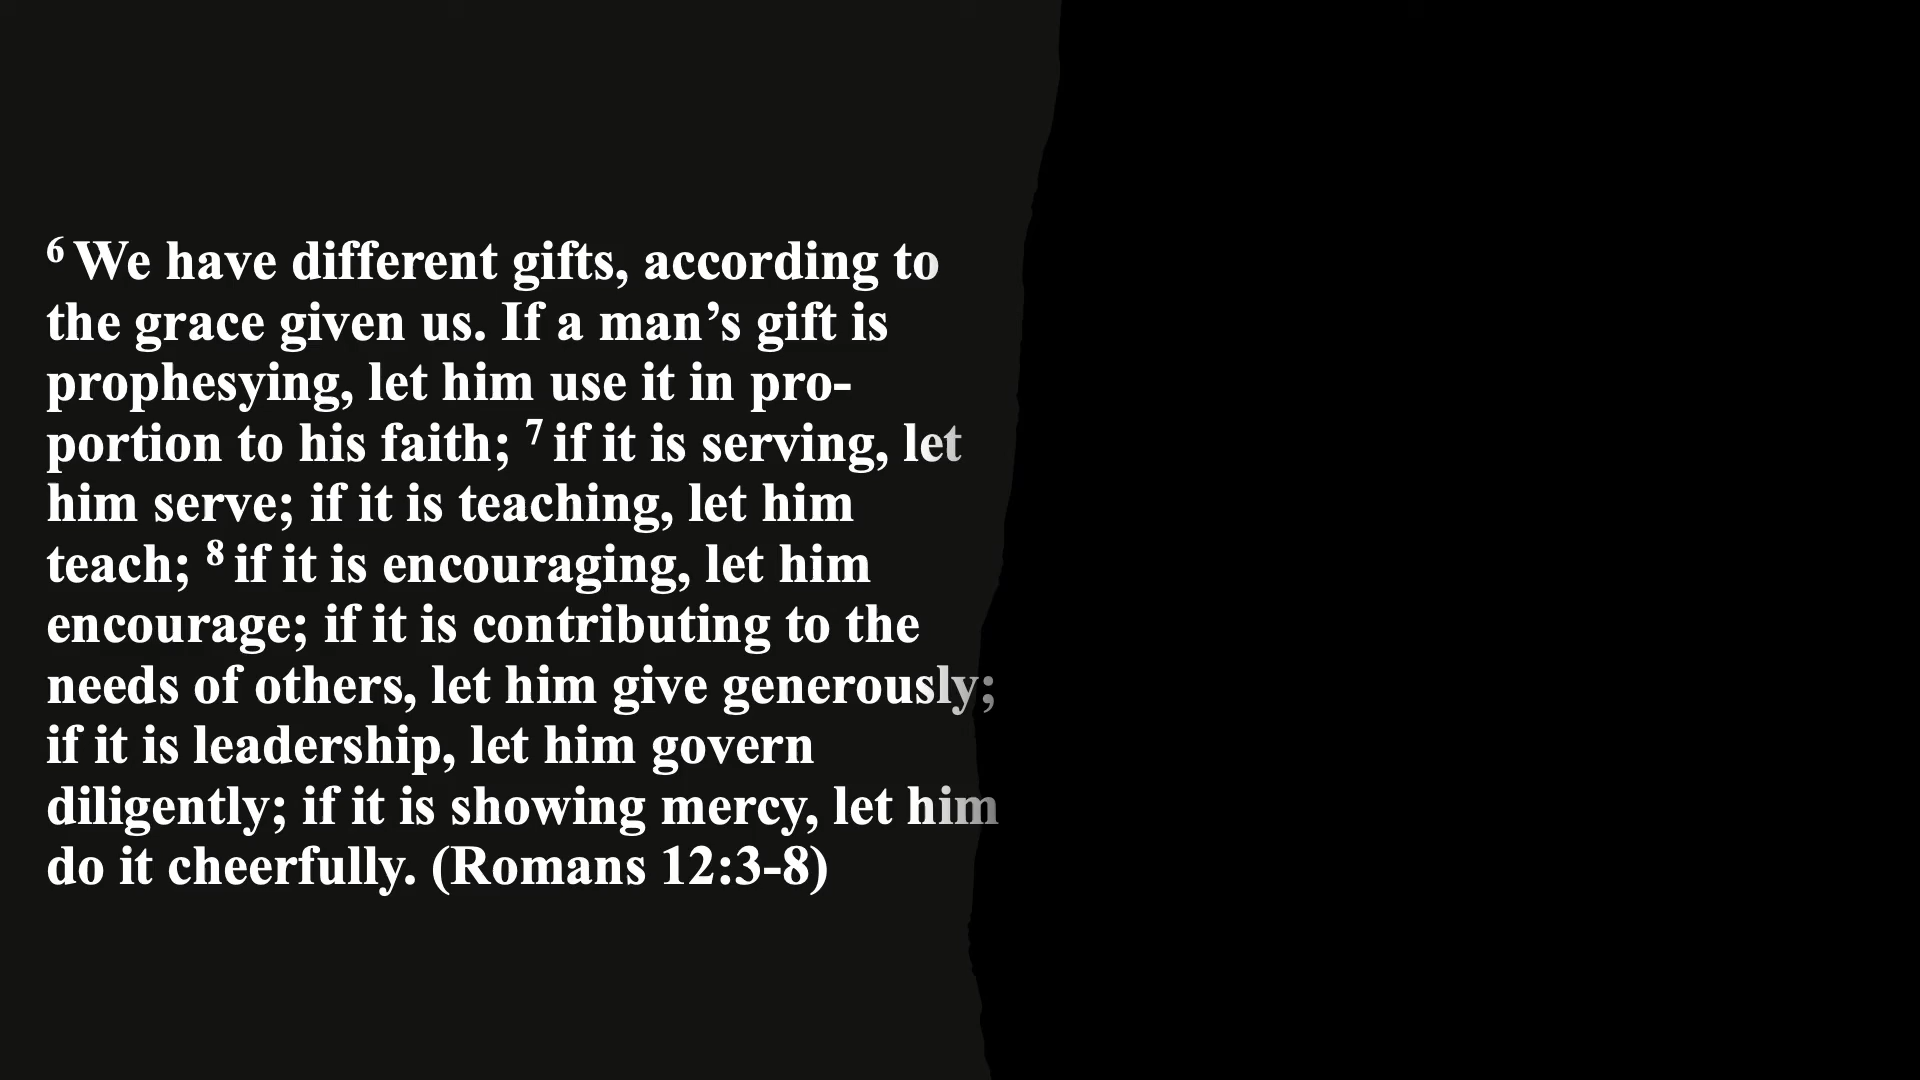 ⁶ We have different gifts, according to
the grace given us. If a man’s gift is
prophesying, let him use it in pro-
portion to his faith; ⁷ if it is serving, let
him serve; if it is teaching, let him
teach; ⁸ if it is encouraging, let him
encourage; if it is contributing to the
needs of others, let him give generously;
if it is leadership, let him govern
diligently; if it is showing mercy, let him
do it cheerfully. (Romans 12:3-8)